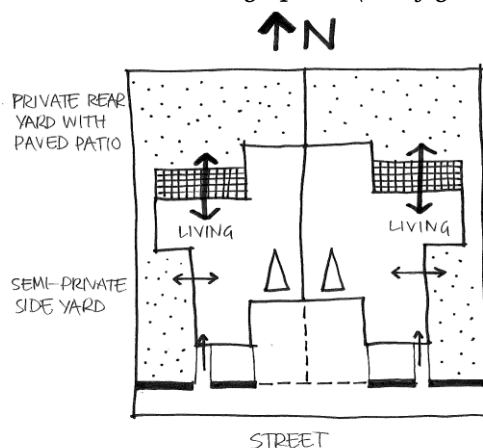 N
PRIVATE REAR
YARD WITH
PAVED PATIO
LIVING
LIVING
SEMI-PRIVATE
SIDE YARD
STREET